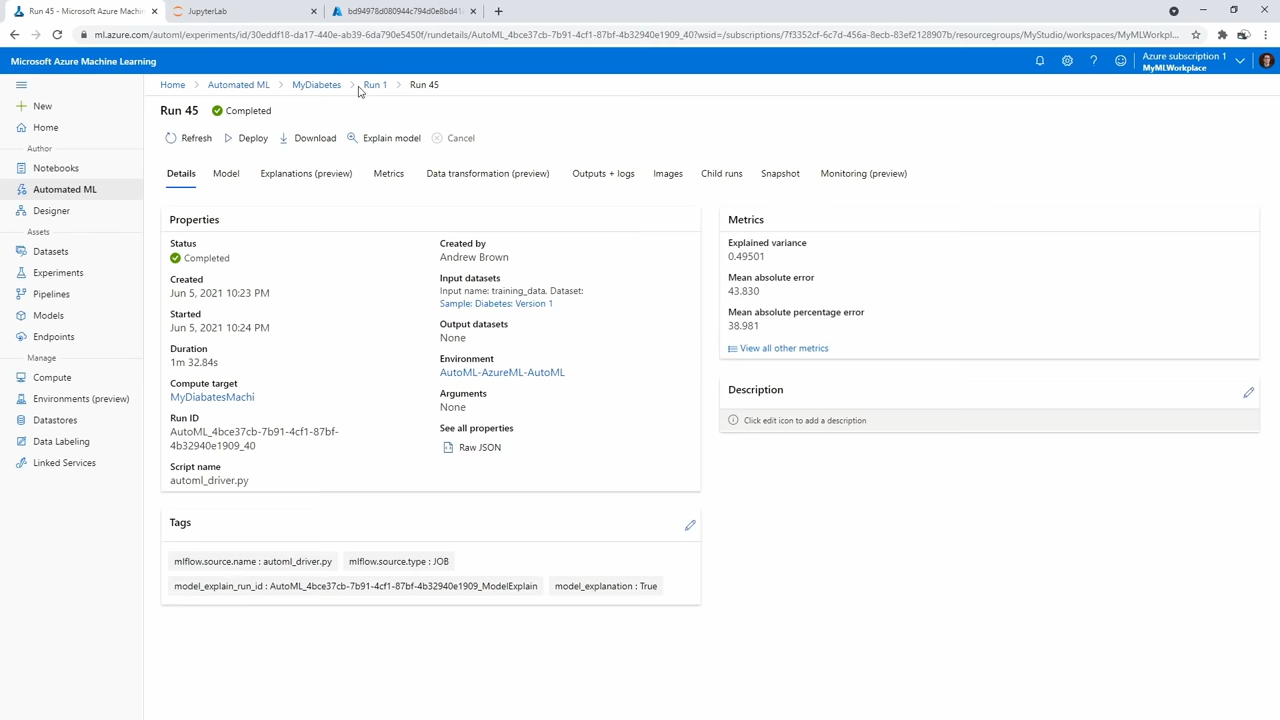 Run 45 - Microsoft Azure Machin
JupyterLab
bd94978d080944c794d0e8bd41
ml.azure.com/automl/experiments/id/30eddf18-da17-440e-ab39-6da790e5450f/rundetails/AutoML_4bce37cb-7b91-4cf1-87bf-4b32940e1909_40?wsid=/subscriptions/7f3352cf-6c7d-456a-8ecb-83ef2128907b/resourcegroups/MyStudio/workspaces/MyMLWorkpl...
Microsoft Azure Machine Learning
Azure subscription 1
MyMLWorkplace
Home
Automated ML
MyDiabetes
Run 1
Run 45
New
Home
Author
Notebooks
Automated ML
Designer
Assets
Datasets
Experiments
Pipelines
Models
Endpoints
Manage
Compute
Environments (preview)
Datastores
Data Labeling
Linked Services
Run 45
Completed
Refresh
Deploy
Download
Explain model
Cancel
Details
Model
Explanations (preview)
Metrics
Data transformation (preview)
Outputs + logs
Images
Child runs
Snapshot
Monitoring (preview)
Properties
Status
Completed
Created
Jun 5, 2021 10:23 PM
Started
Jun 5, 2021 10:24 PM
Duration
1m 32.84s
Compute target
MyDiabatesMachi
Run ID
AutoML_4bce37cb-7b91-4cf1-87bf-
4b32940e1909_40
Script name
automl_driver.py
Created by
Andrew Brown
Input datasets
Input name: training_data, Dataset:
Sample: Diabetes: Version 1
Output datasets
None
Environment
AutoML-AzureML-AutoML
Arguments
None
See all properties
Raw JSON
Tags
mlflow.source.name : automl_driver.py
mlflow.source.type : JOB
model_explain_run_id : AutoML_4bce37cb-7b91-4cf1-87bf-4b32940e1909_ModelExplain
model_explanation : True
Metrics
Explained variance
0.49501
Mean absolute error
43.830
Mean absolute percentage error
38.981
View all other metrics
Description
Click edit icon to add a description